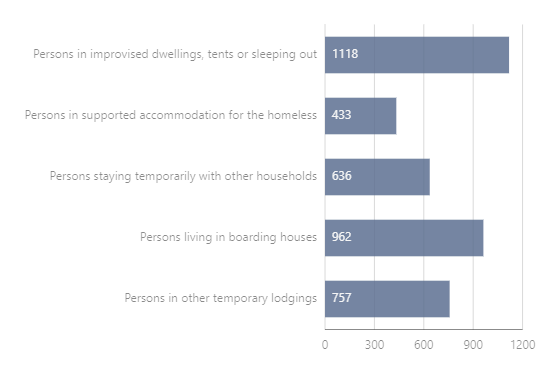 Persons in improvised dwellings, tents or sleeping out 1118
Persons in supported accommodation for the homeless 433
Persons staying temporarily with other households 636
Persons living in boarding houses 962
Persons in other temporary lodgings 757
0 300 600 900 1200